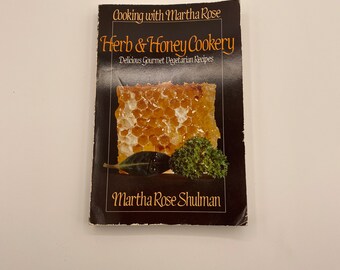 Cooking with Martha Rose
Herb & Honey Cookery
Delicious Gourmet Vegetarian Recipes
Martha Rose Shulman